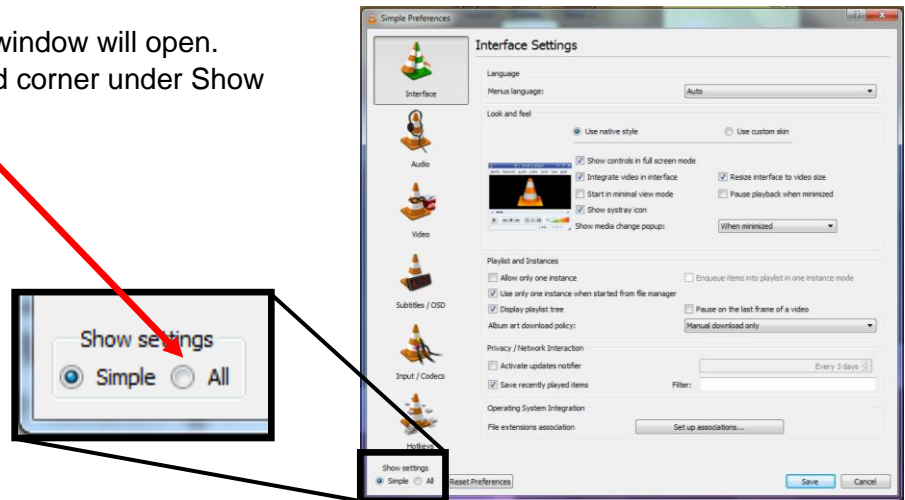 window will open.
d corner under Show
Simple Preferences
Interface Settings
Interface
Audio
Video
Subtitles / OSD
Input / Codecs
Hotkeys
Language
Menus language:
Auto
Look and feel
Use native style
Use custom skin
Show controls in full screen mode
Integrate video in interface
Resize interface to video size
Start in minimal view mode
Pause playback when minimized
Show systray icon
Show media change popup:
When minimized
Playlist and Instances
Allow only one instance
Enqueue items into playlist in one instance mode
Use only one instance when started from file manager
Display playlist tree
Pause on the last frame of a video
Album art download policy:
Manual download only
Privacy / Network Interaction
Activate updates notifier
Every 3 days
Save recently played items
Filter:
Operating System Integration
File extensions association
Set up associations...
Show settings
Simple
All
Reset Preferences
Save
Cancel
Show settings
Simple
All